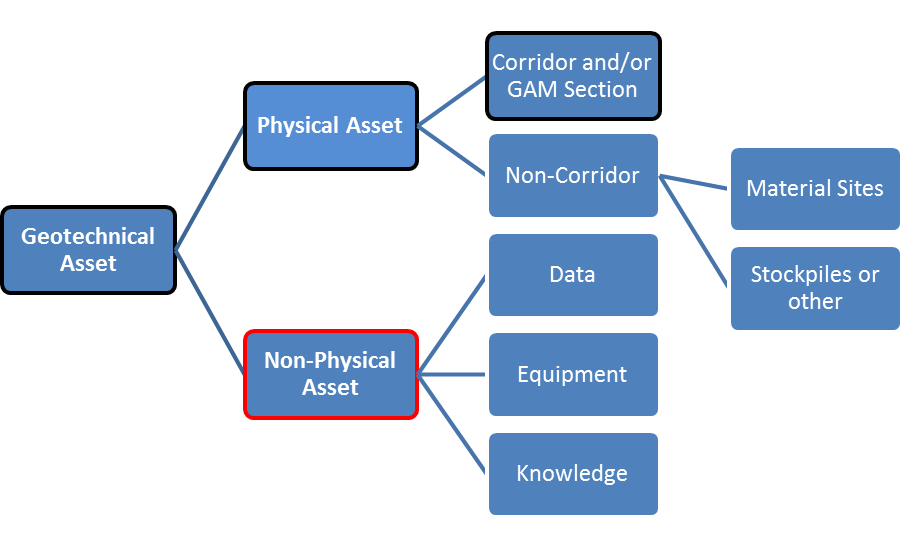 Geotechnical
Asset
Physical Asset
Corridor and/or
GAM Section
Non-Corridor
Material Sites
Stockpiles or
other
Non-Physical
Asset
Data
Equipment
Knowledge